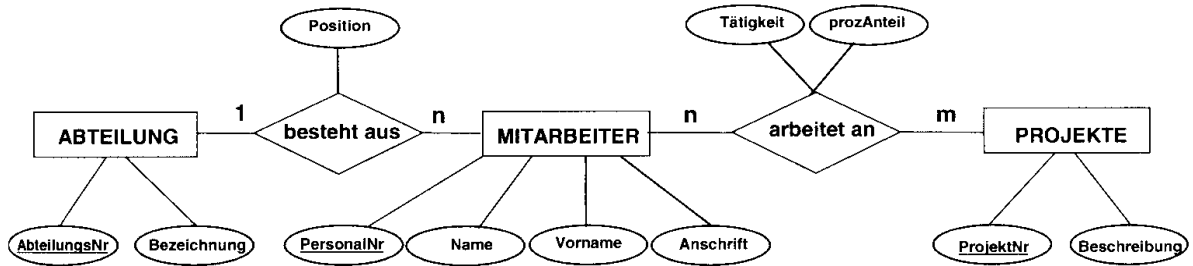 Position
Tätigkeit
prozAnteil
ABTEILUNG
1
besteht aus
n
MITARBEITER
n
arbeitet an
m
PROJEKTE
AbteilungsNr
Bezeichnung
PersonalNr
Name
Vorname
Anschrift
ProjektNr
Beschreibung